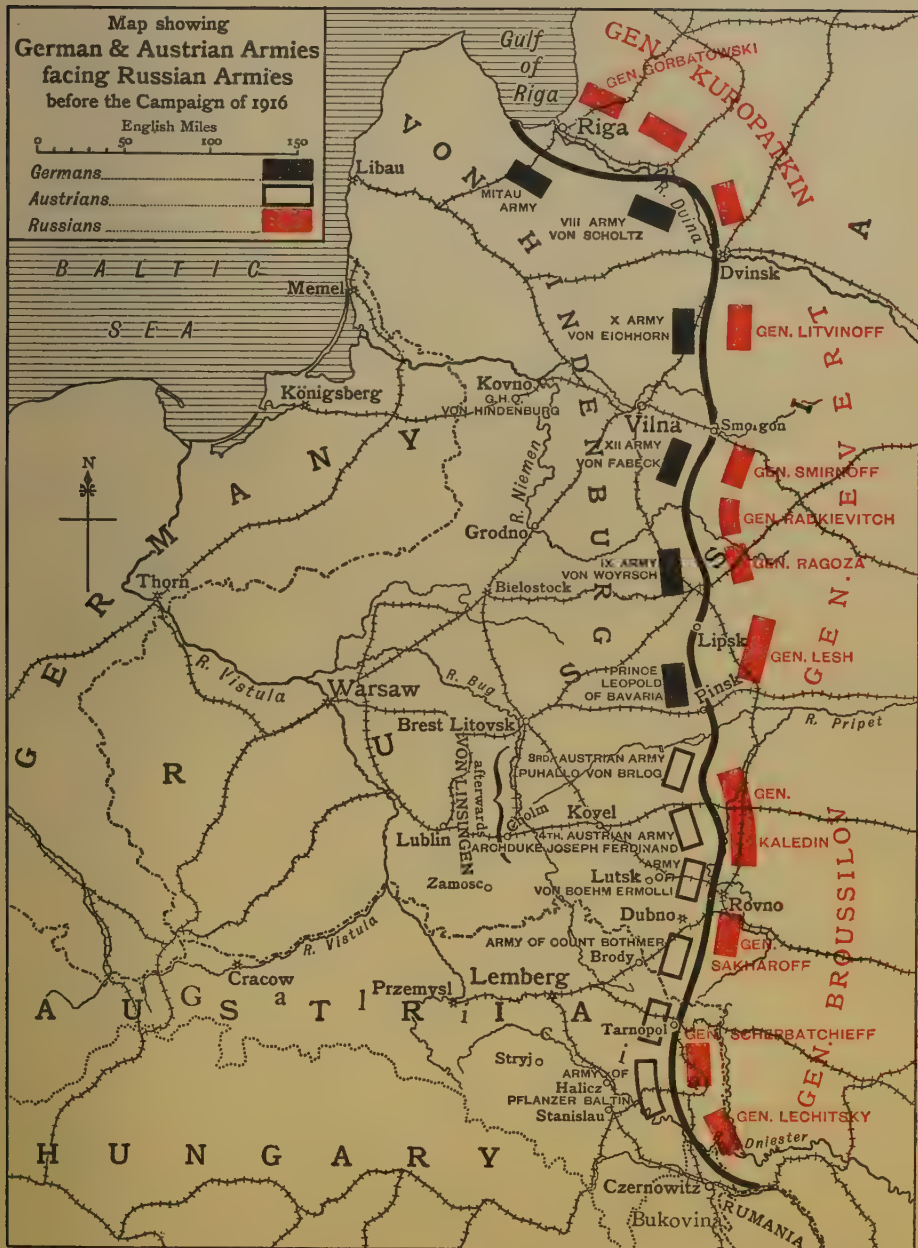 Map showing
German & Austrian Armies
facing Russian Armies
before the Campaign of 1916
English Miles
0 50 100 150
Germans
Austrians
Russians
Gulf
of
Riga
GEN. GORBATOWSKI
GEN. KUROPATKIN
Riga
Libau
MITAU
ARMY
R. Duina
VIII ARMY
VON SCHOLTZ
VON HINDENBURG'S
BALTIC
SEA
Dvinsk
Memel
X ARMY
VON EICHHORN
GEN. LITVINOFF
Königsberg
Kovno
G.H.Q.
VON HINDENBURG
Vilna
Smorgon
GEN. EVERT
XII ARMY
VON FABECK
GEN. SMIRNOFF
N
R. Niemen
GEN. RADKIEVITCH
Grodno
GERMANY
IX ARMY
VON WOYRSCH
GEN. RAGOZA
Thorn
Bielostock
Lipsk
GEN. LESH
R. Vistula
R. Bug
Warsaw
PRINCE
LEOPOLD
OF BAVARIA
Pinsk
R. Pripet
Brest Litovsk
RUSSIA
3RD. AUSTRIAN ARMY
PUHALLO VON BRLOG
VON LINSINGEN
afterwards
GEN.
KALEDIN
Cholm
Kovel
Lublin
4TH. AUSTRIAN ARMY
ARCHDUKE JOSEPH FERDINAND
Zamosc
Lutsk
ARMY
OF
VON BOEHM ERMOLLI
Rovno
Dubno
GEN. BROUSSILON
R. Vistula
ARMY OF COUNT BOTHMER
GEN.
SAKHAROFF
Brody
Cracow
Przemysl
Lemberg
AUSTRIA
Galii
Tarnopol
GEN. SCHERBATCHIEFF
Stryj
ARMY OF
Halicz
PFLANZER BALTIN
Stanislau
GEN. LECHITSKY
R. Dniester
HUNGARY
Czernowitz
Bukovina
RUMANIA